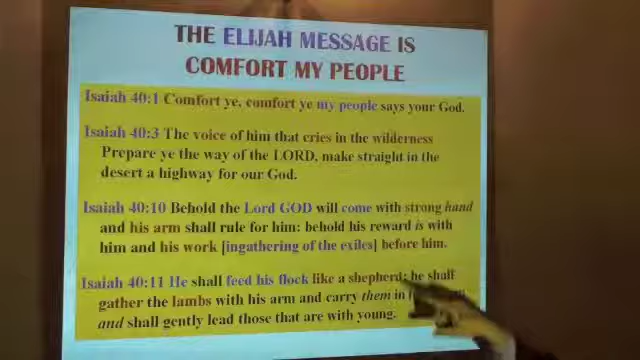 THE ELIJAH MESSAGE IS
COMFORT MY PEOPLE
Isaiah 40:1 Comfort ye, comfort ye my people says your God.
Isaiah 40:3 The voice of him that cries in the wilderness
Prepare ye the way of the LORD, make straight in the
desert a highway for our God.
Isaiah 40:10 Behold the Lord GOD will come with strong hand
and his arm shall rule for him: behold his reward is with
him and his work [ingathering of the exiles] before him.
Isaiah 40:11 He shall feed his flock like a shepherd: he shall
gather the lambs with his arm and carry them in
and shall gently lead those that are with young.